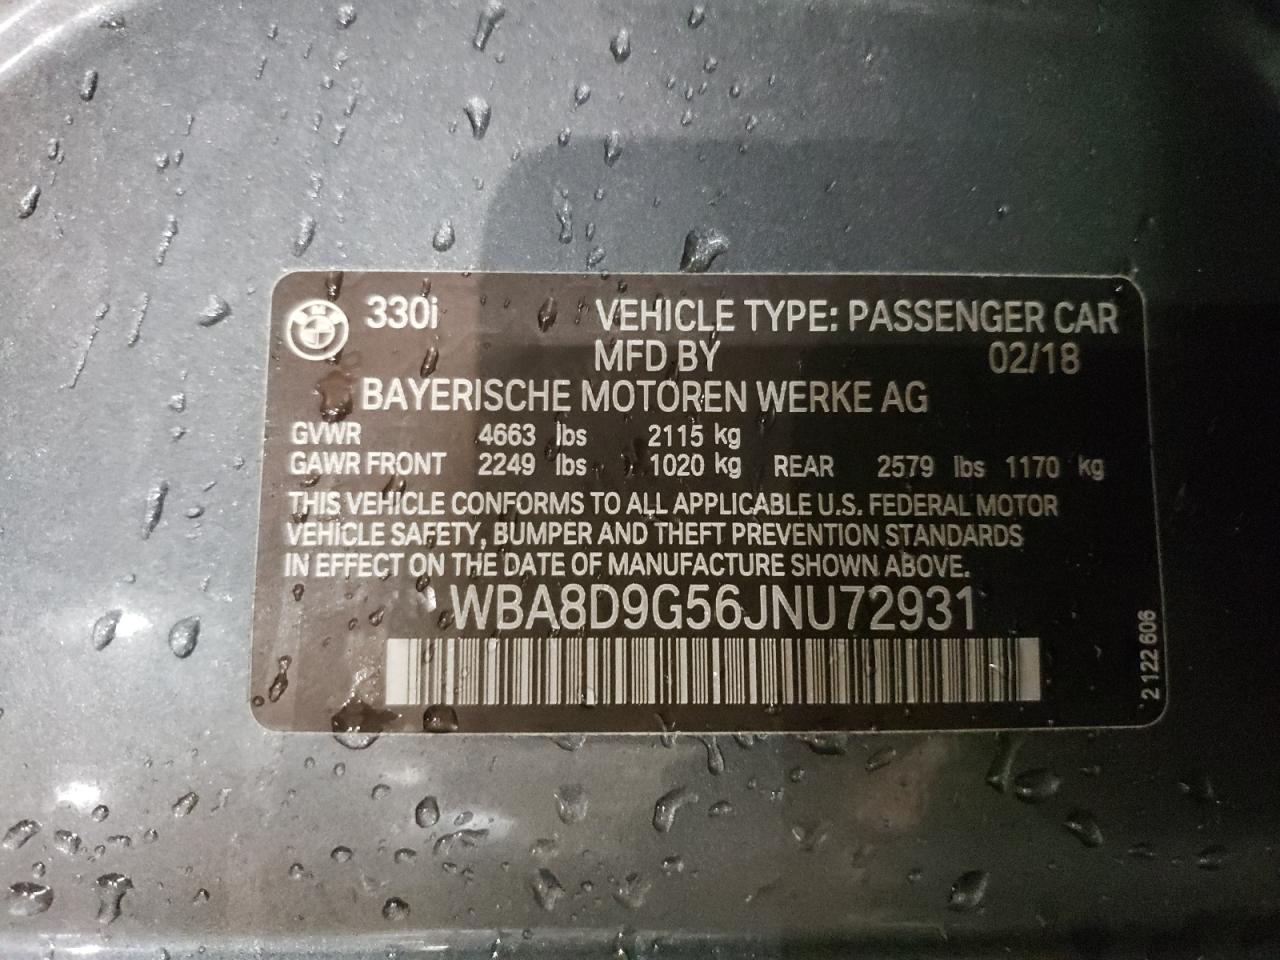 330i VEHICLE TYPE: PASSENGER CAR
MFD BY 02/18
BAYERISCHE MOTOREN WERKE AG
GVWR 4663 lbs 2115 kg
GAWR FRONT 2249 lbs 1020 kg REAR 2579 lbs 1170 kg
THIS VEHICLE CONFORMS TO ALL APPLICABLE U.S. FEDERAL MOTOR
VEHICLE SAFETY, BUMPER AND THEFT PREVENTION STANDARDS
IN EFFECT ON THE DATE OF MANUFACTURE SHOWN ABOVE.
WBA8D9G56JNU72931
2 122 606